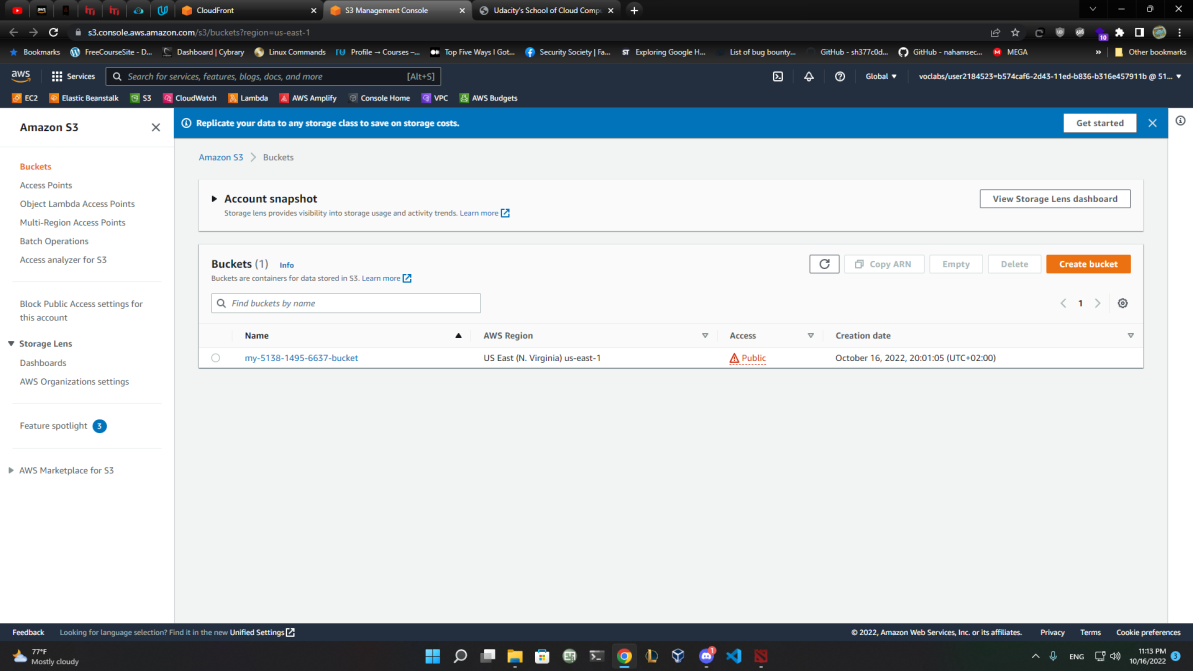 CloudFront
S3 Management Console
Udacity's School of Cloud Comp
s3.console.aws.amazon.com/s3/buckets?region=us-east-1
Bookmarks
FreeCourseSite - D...
Dashboard | Cybrary
Linux Commands
Profile → Courses –...
Top Five Ways I Got...
Security Society | Fa...
Exploring Google H...
List of bug bounty...
GitHub - sh377c0d...
GitHub - nahamsec...
MEGA
»
Other bookmarks
aws
Services
Search for services, features, blogs, docs, and more
[Alt+S]
Global
voclabs/user2184523=b574caf6-2d43-11ed-b836-b316e457911b @ 51...
EC2
Elastic Beanstalk
S3
CloudWatch
Lambda
AWS Amplify
Console Home
VPC
AWS Budgets
Amazon S3
Replicate your data to any storage class to save on storage costs.
Get started
Buckets
Access Points
Object Lambda Access Points
Multi-Region Access Points
Batch Operations
Access analyzer for S3
Block Public Access settings for
this account
Storage Lens
Dashboards
AWS Organizations settings
Feature spotlight 3
AWS Marketplace for S3
Amazon S3 > Buckets
Account snapshot
Storage lens provides visibility into storage usage and activity trends. Learn more
View Storage Lens dashboard
Buckets (1) Info
Buckets are containers for data stored in S3. Learn more
Copy ARN
Empty
Delete
Create bucket
Find buckets by name
1
Name
AWS Region
Access
Creation date
my-5138-1495-6637-bucket
US East (N. Virginia) us-east-1
Public
October 16, 2022, 20:01:05 (UTC+02:00)
Feedback
Looking for language selection? Find it in the new Unified Settings
© 2022, Amazon Web Services, Inc. or its affiliates.
Privacy
Terms
Cookie preferences
77°F
Mostly cloudy
ENG
11:13 PM
10/16/2022
3